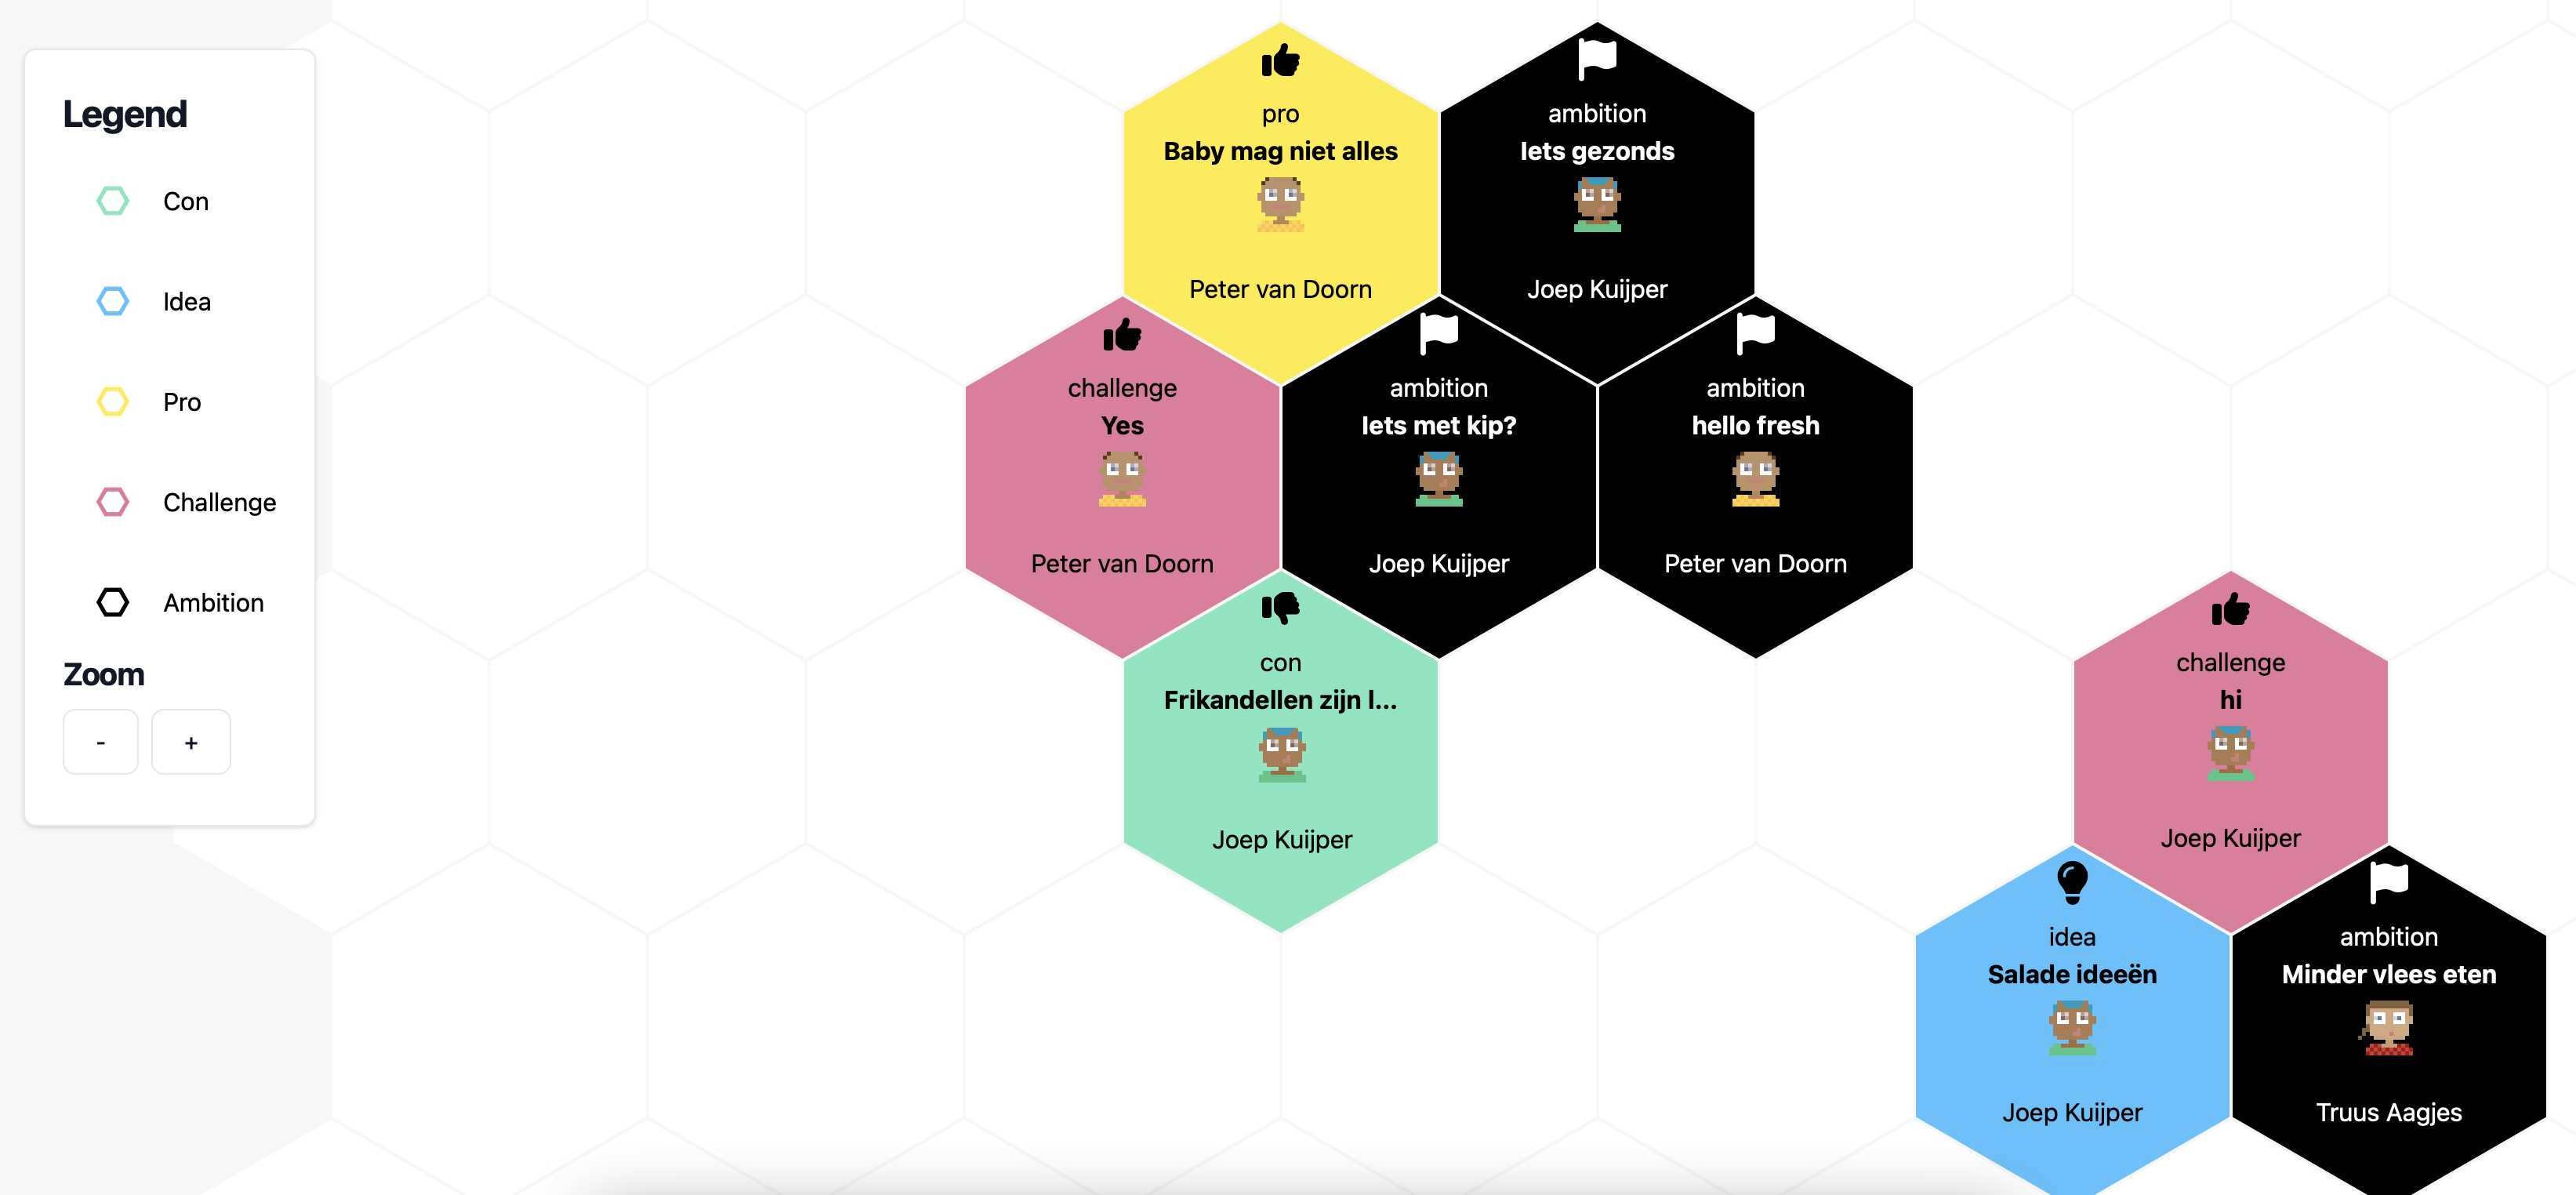 Legend
Con
Idea
Pro
Challenge
Ambition
Zoom
-
+
pro
Baby mag niet alles
Peter van Doorn
ambition
Iets gezonds
Joep Kuijper
challenge
Yes
Peter van Doorn
ambition
Iets met kip?
Joep Kuijper
ambition
hello fresh
Peter van Doorn
con
Frikandellen zijn l...
Joep Kuijper
challenge
hi
Joep Kuijper
idea
Salade ideeën
Joep Kuijper
ambition
Minder vlees eten
Truus Aagjes